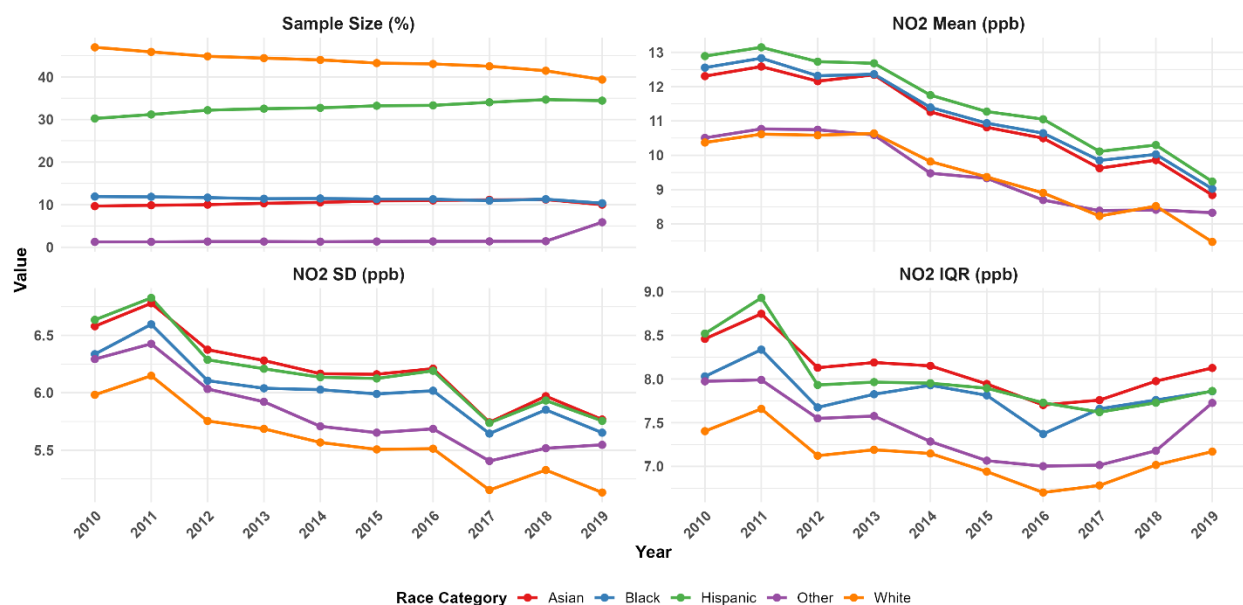 Sample Size (%)
NO2 Mean (ppb)
40
30
20
10
0
13
12
11
10
9
8
Value
NO2 SD (ppb)
NO2 IQR (ppb)
6.5
6.0
5.5
9.0
8.5
8.0
7.5
7.0
2010 2011 2012 2013 2014 2015 2016 2017 2018 2019
2010 2011 2012 2013 2014 2015 2016 2017 2018 2019
Year
Race Category Asian Black Hispanic Other White